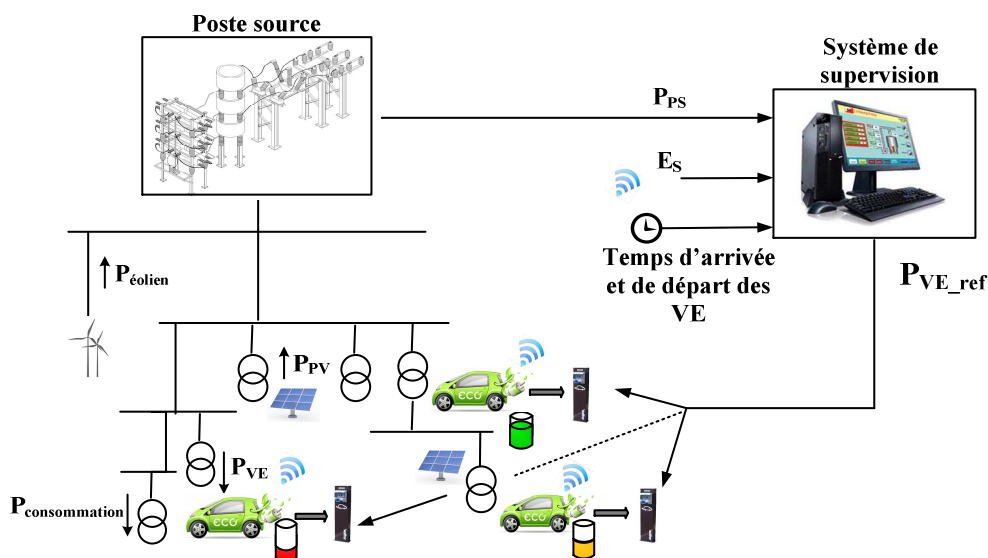 Poste source
Système de
supervision
P_PS
E_S
Temps d’arrivée
et de départ des
VE
P_VE_ref
P_éolien
P_PV
P_VE
P_consommation
eco
eco
eco